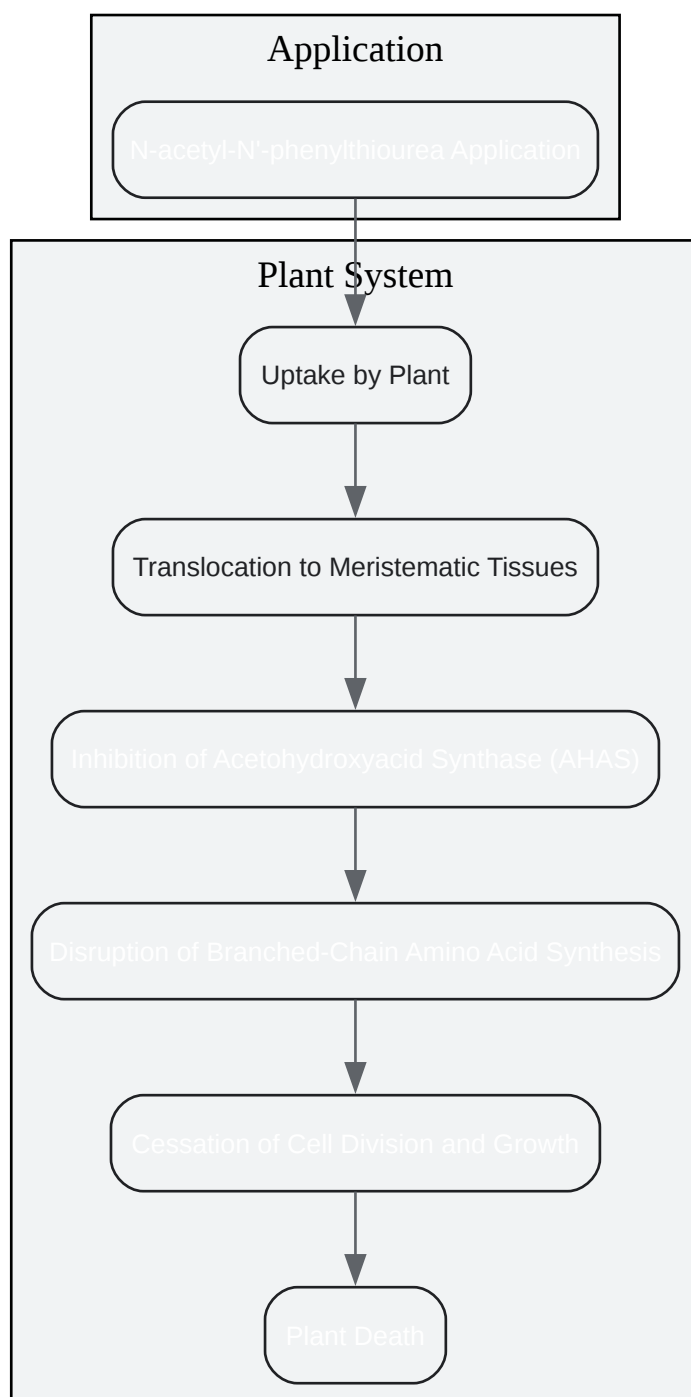 Application
N-acetyl-N'-phenylthiourea Application
Plant System
Uptake by Plant
Translocation to Meristematic Tissues
Inhibition of Acetohydroxyacid Synthase (AHAS)
Disruption of Branched-Chain Amino Acid Synthesis
Cessation of Cell Division and Growth
Plant Death